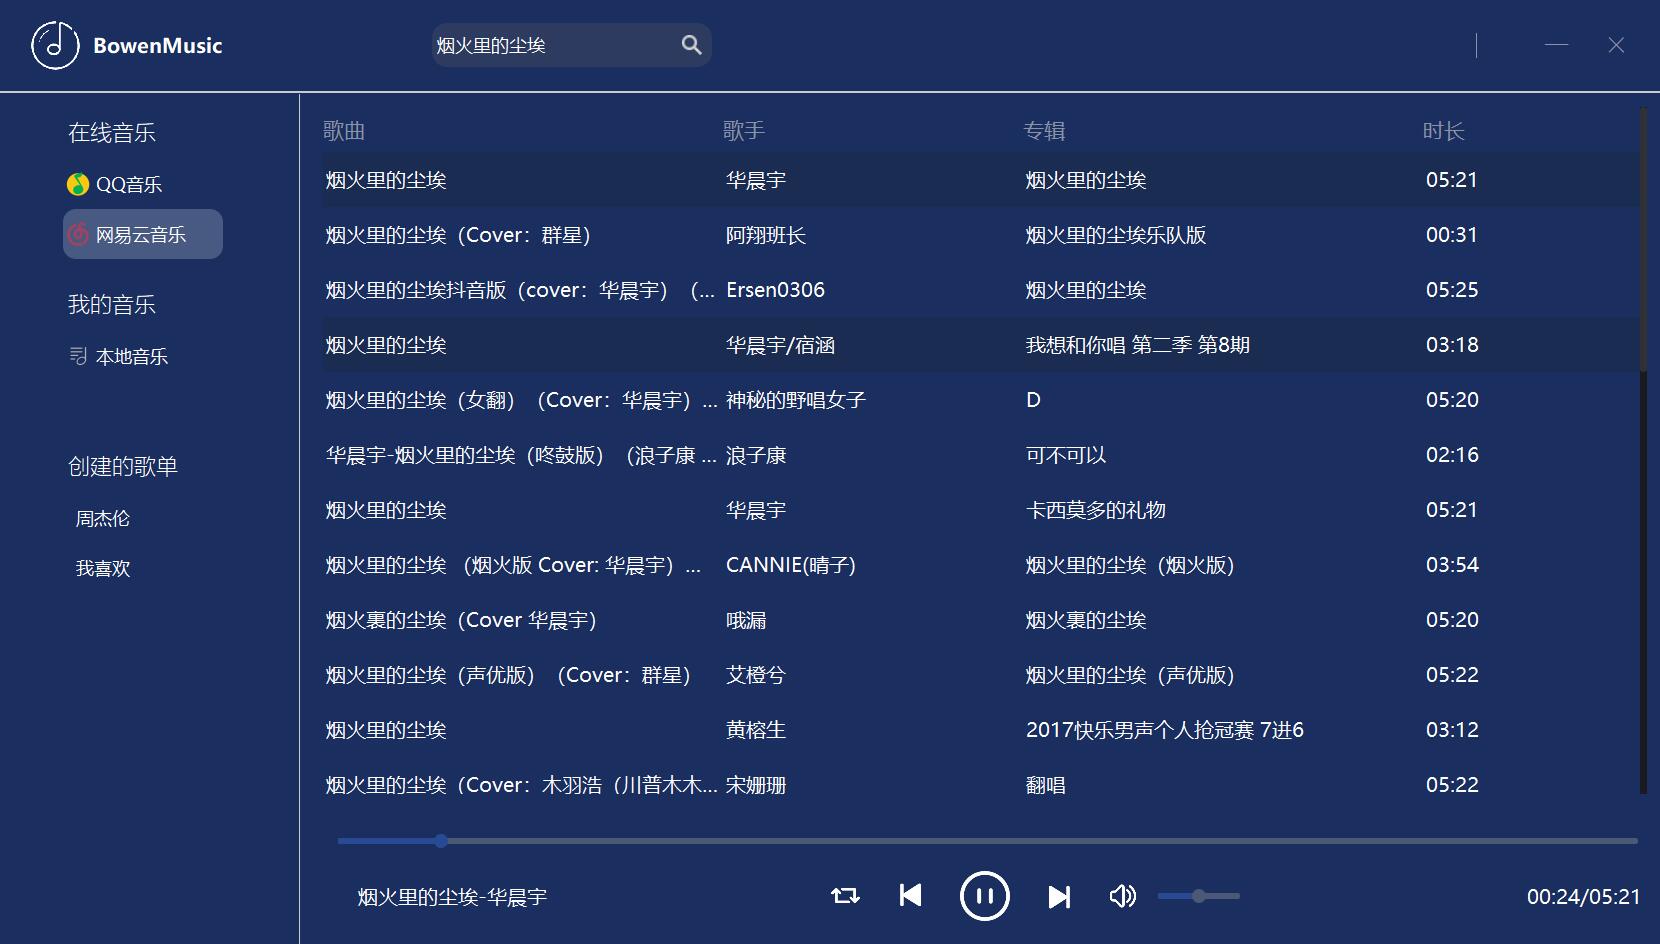 BowenMusic
烟火里的尘埃
在线音乐
QQ音乐
网易云音乐
我的音乐
本地音乐
创建的歌单
周杰伦
我喜欢
歌曲 歌手 专辑 时长
烟火里的尘埃 华晨宇 烟火里的尘埃 05:21
烟火里的尘埃（Cover：群星） 阿翔班长 烟火里的尘埃乐队版 00:31
烟火里的尘埃抖音版（cover：华晨宇）（... Ersen0306 烟火里的尘埃 05:25
烟火里的尘埃 华晨宇/宿涵 我想和你唱 第二季 第8期 03:18
烟火里的尘埃（女翻）（Cover：华晨宇）... 神秘的野唱女子 D 05:20
华晨宇-烟火里的尘埃（咚鼓版）（浪子康 ... 浪子康 可不可以 02:16
烟火里的尘埃 华晨宇 卡西莫多的礼物 05:21
烟火里的尘埃 （烟火版 Cover: 华晨宇）... CANNIE(晴子) 烟火里的尘埃（烟火版） 03:54
烟火裏的尘埃（Cover 华晨宇） 哦漏 烟火裏的尘埃 05:20
烟火里的尘埃（声优版）（Cover：群星） 艾橙兮 烟火里的尘埃（声优版） 05:22
烟火里的尘埃 黄榕生 2017快乐男声个人抢冠赛 7进6 03:12
烟火里的尘埃（Cover：木羽浩（川普木木... 宋姗珊 翻唱 05:22
烟火里的尘埃-华晨宇
00:24/05:21